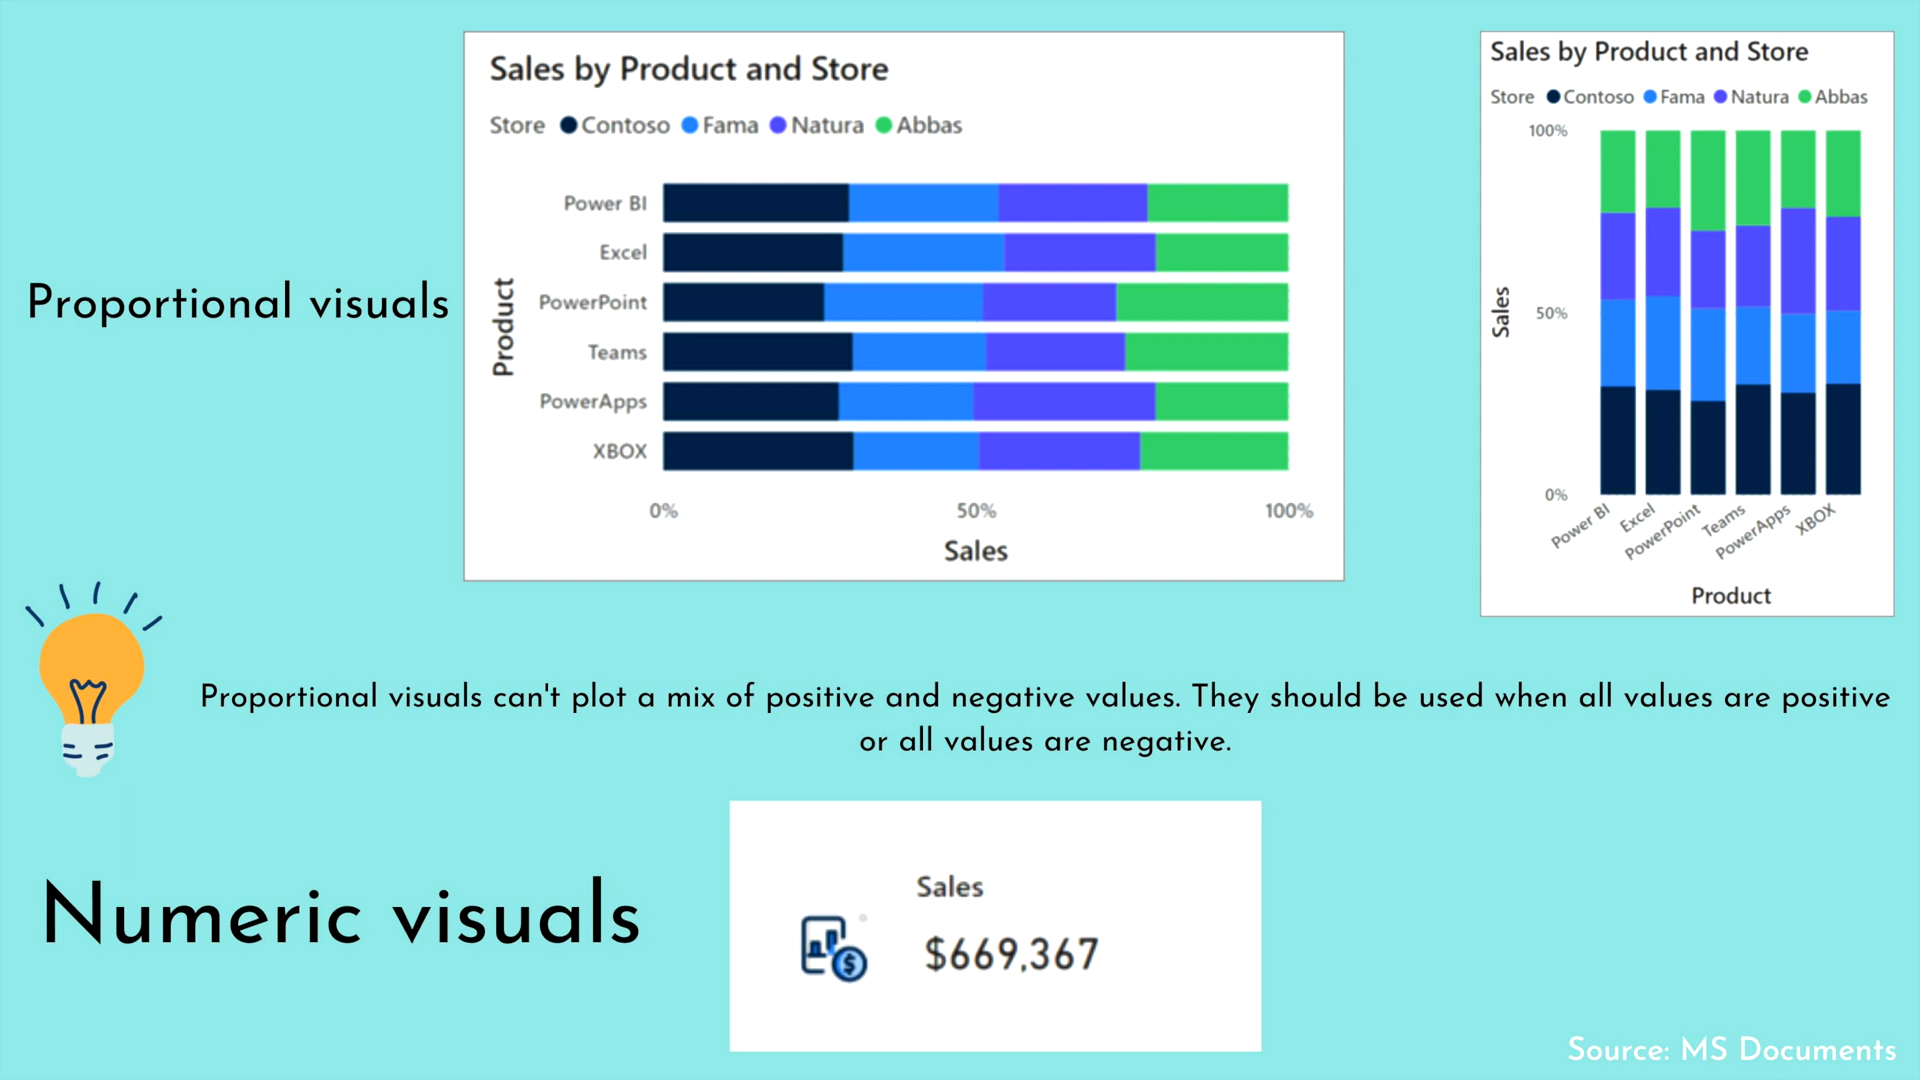 Sales by Product and Store
Store Contoso Fama Natura Abbas
Product
Power BI
Excel
PowerPoint
Teams
PowerApps
XBOX
0% 50% 100%
Sales
Sales by Product and Store
Store Contoso Fama Natura Abbas
100%
50%
0%
Sales
Power BI Excel PowerPoint Teams PowerApps XBOX
Product
Proportional visuals
Proportional visuals can't plot a mix of positive and negative values. They should be used when all values are positive
or all values are negative.
Numeric visuals
Sales
$
$669,367
Source: MS Documents